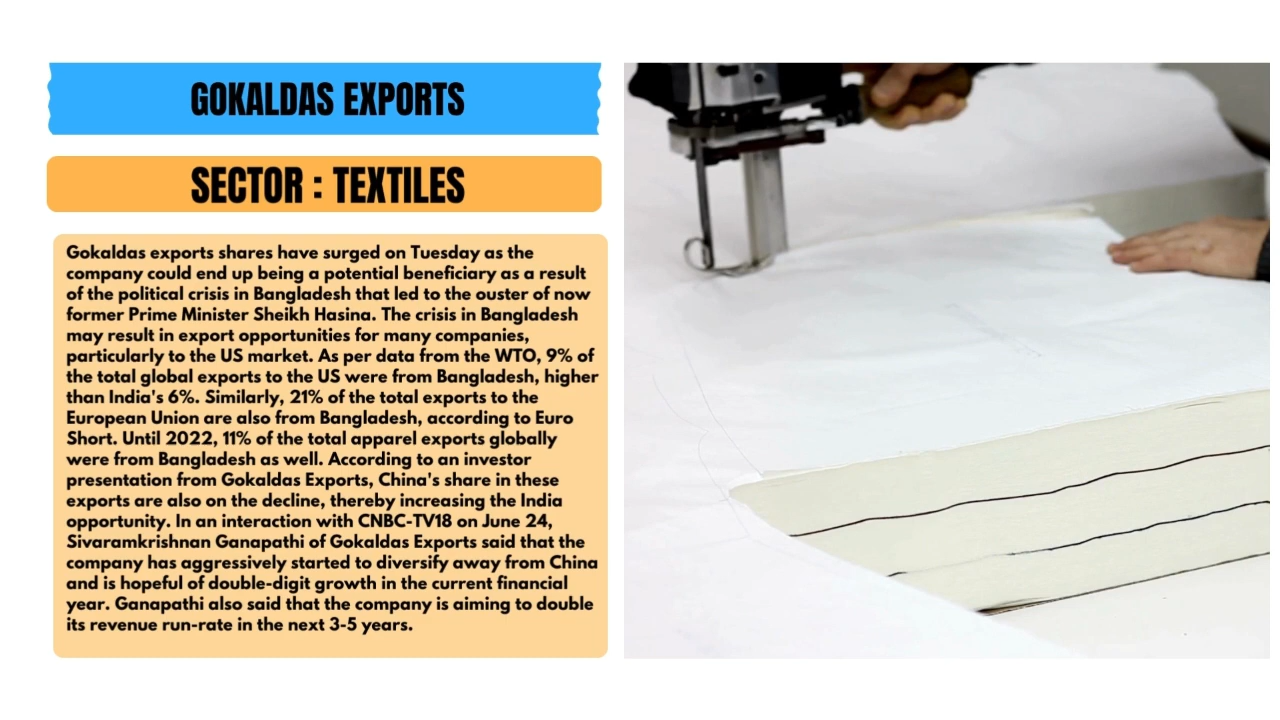 GOKALDAS EXPORTS
SECTOR : TEXTILES
Gokaldas exports shares have surged on Tuesday as the
company could end up being a potential beneficiary as a result
of the political crisis in Bangladesh that led to the ouster of now
former Prime Minister Sheikh Hasina. The crisis in Bangladesh
may result in export opportunities for many companies,
particularly to the US market. As per data from the WTO, 9% of
the total global exports to the US were from Bangladesh, higher
than India's 6%. Similarly, 21% of the total exports to the
European Union are also from Bangladesh, according to Euro
Short. Until 2022, 11% of the total apparel exports globally
were from Bangladesh as well. According to an investor
presentation from Gokaldas Exports, China's share in these
exports are also on the decline, thereby increasing the India
opportunity. In an interaction with CNBC-TV18 on June 24,
Sivaramkrishnan Ganapathi of Gokaldas Exports said that the
company has aggressively started to diversify away from China
and is hopeful of double-digit growth in the current financial
year. Ganapathi also said that the company is aiming to double
its revenue run-rate in the next 3-5 years.